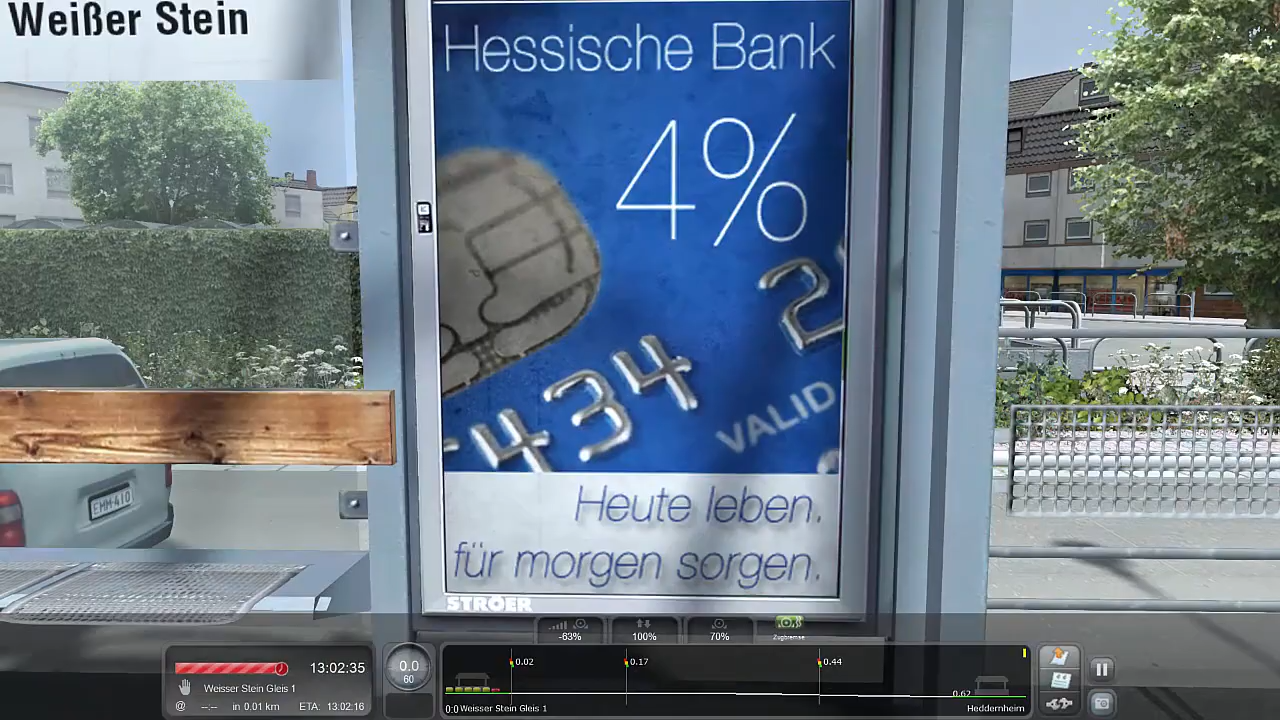 Weißer Stein
Hessische Bank
4%
2
434
VALID
Heute leben.
für morgen sorgen.
STRÖER
EMM-410
-63%
100%
70%
Zugbremse
13:02:35
Weisser Stein Gleis 1
@ --:-- in 0.01 km ETA: 13:02:16
0.0
60
0.02
0.17
0.44
0.62
0:0 Weisser Stein Gleis 1
Heddernheim